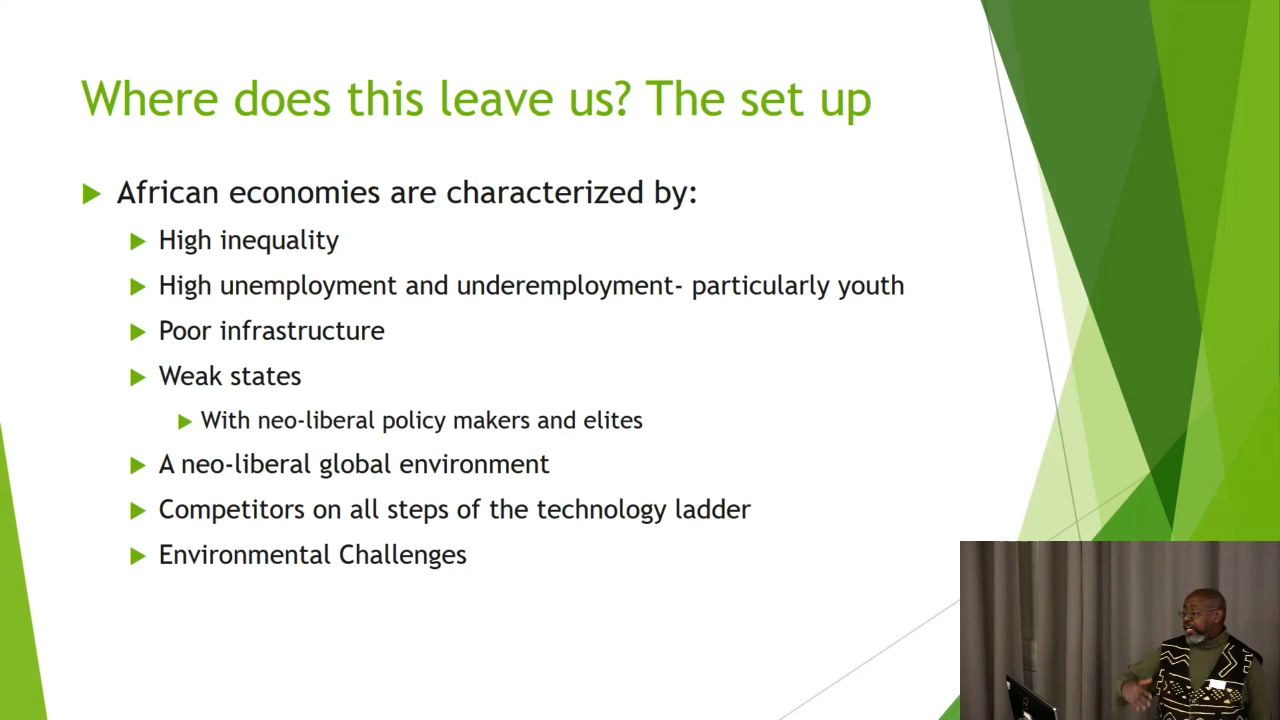 Where does this leave us? The set up
African economies are characterized by:
High inequality
High unemployment and underemployment- particularly youth
Poor infrastructure
Weak states
With neo-liberal policy makers and elites
A neo-liberal global environment
Competitors on all steps of the technology ladder
Environmental Challenges